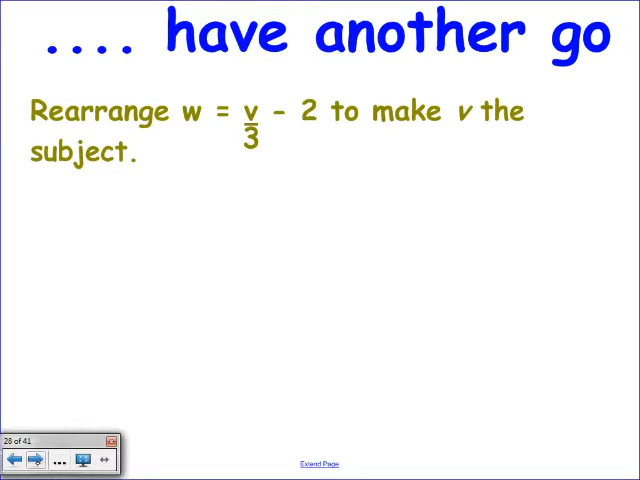 .... have another go
Rearrange w = v - 2 to make v the
3
subject.
28 of 41
...
Extend Page